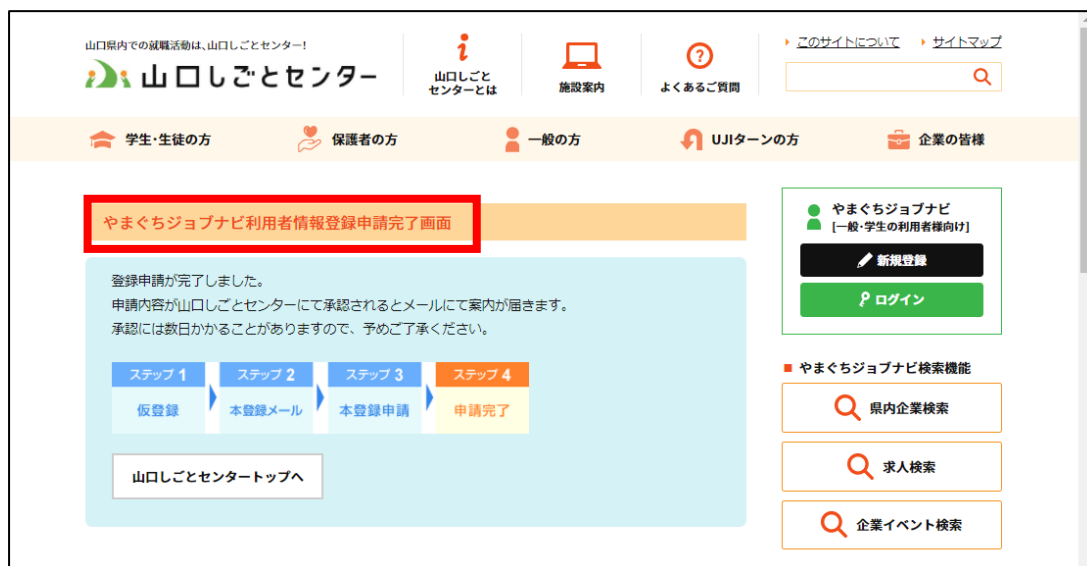 山口県内での就職活動は、山口しごとセンター!
山口しごとセンター
山口しごと
センターとは
施設案内
よくあるご質問
このサイトについて
サイトマップ
学生・生徒の方
保護者の方
一般の方
UJIターンの方
企業の皆様
やまぐちジョブナビ利用者情報登録申請完了画面
登録申請が完了しました。
申請内容が山口しごとセンターにて承認されるとメールにて案内が届きます。
承認には数日かかることがありますので、予めご了承ください。
ステップ 1
仮登録
ステップ 2
本登録メール
ステップ 3
本登録申請
ステップ 4
申請完了
山口しごとセンタートップへ
やまぐちジョブナビ
[一般・学生の利用者様向け]
新規登録
ログイン
やまぐちジョブナビ検索機能
県内企業検索
求人検索
企業イベント検索